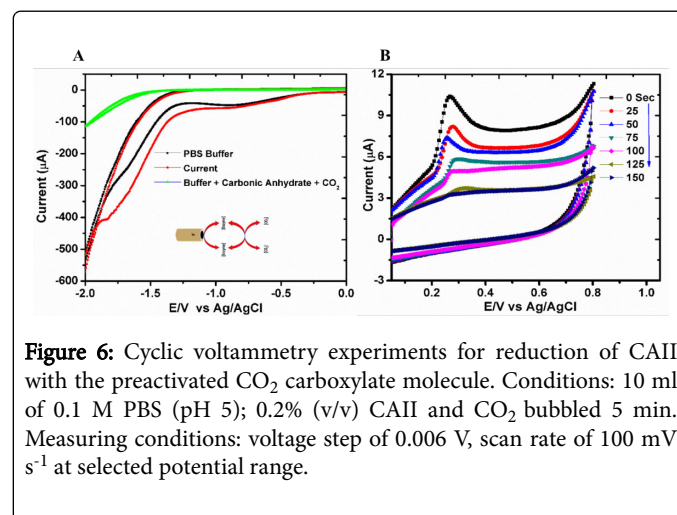 A
B
0
-100
-200
-300
-400
-500
-600
Current (μA)
PBS Buffer
Current
Buffer + Carbonic Anhydrate + CO2
-2.0 -1.5 -1.0 -0.5 0.0
E/V vs Ag/AgCl
12
9
6
3
0
-3
Current (μA)
0 Sec
25
50
75
100
125
150
0.2 0.4 0.6 0.8 1.0
E/V vs Ag/AgCl
Figure 6: Cyclic voltammetry experiments for reduction of CAII
with the preactivated CO2 carboxylate molecule. Conditions: 10 ml
of 0.1 M PBS (pH 5); 0.2% (v/v) CAII and CO2 bubbled 5 min.
Measuring conditions: voltage step of 0.006 V, scan rate of 100 mV
s-1 at selected potential range.